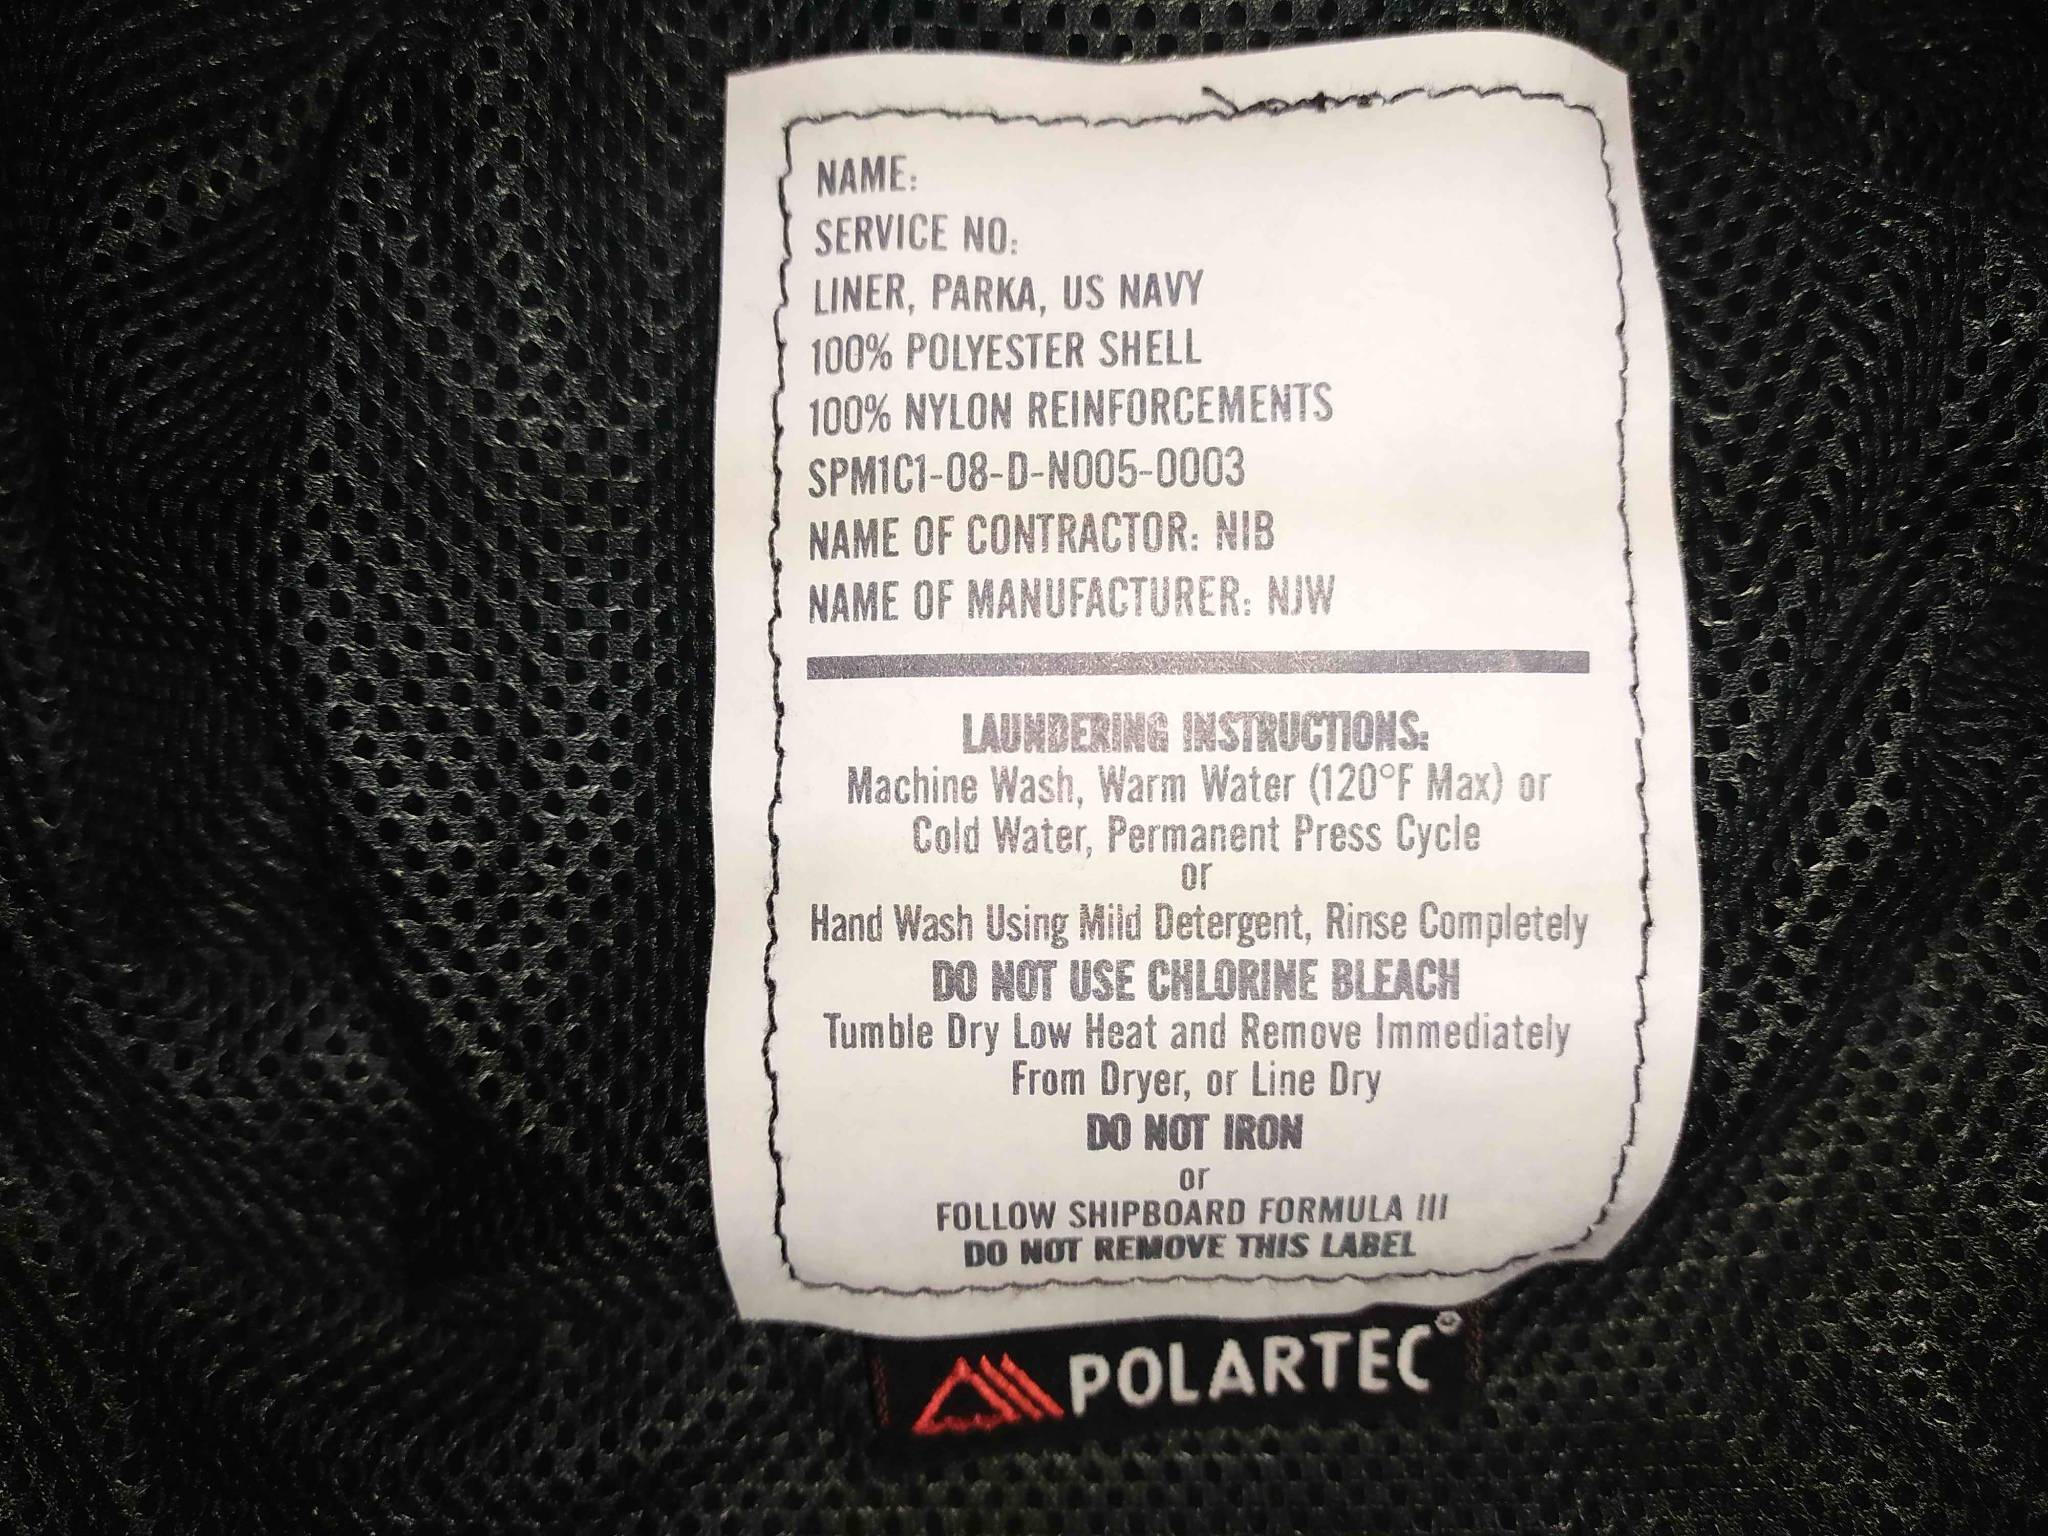 NAME:
SERVICE NO:
LINER, PARKA, US NAVY
100% POLYESTER SHELL
100% NYLON REINFORCEMENTS
SPM1C1-08-D-N005-0003
NAME OF CONTRACTOR: NIB
NAME OF MANUFACTURER: NJW
LAUNDERING INSTRUCTIONS:
Machine Wash, Warm Water (120°F Max) or
Cold Water, Permanent Press Cycle
or
Hand Wash Using Mild Detergent, Rinse Completely
DO NOT USE CHLORINE BLEACH
Tumble Dry Low Heat and Remove Immediately
From Dryer, or Line Dry
DO NOT IRON
or
FOLLOW SHIPBOARD FORMULA III
DO NOT REMOVE THIS LABEL
POLARTEC®